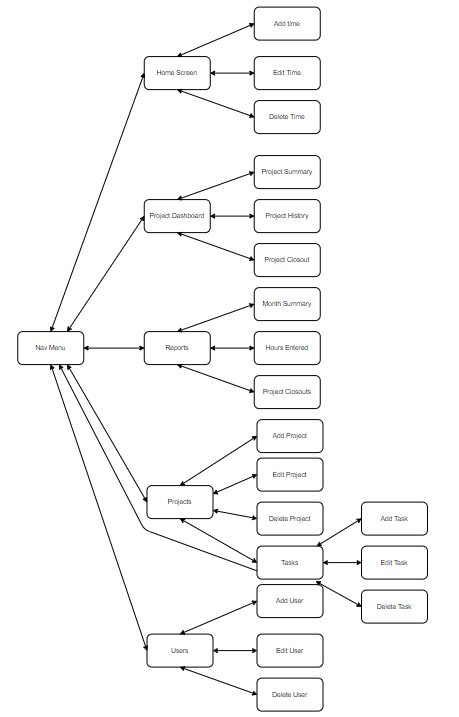 Add time
Home Screen
Edit Time
Delete Time
Project Summary
Project Dashboard
Project History
Project Closout
Month Summary
Nav Menu
Reports
Hours Entered
Project Closouts
Add Project
Edit Project
Projects
Delete Project
Add Task
Tasks
Edit Task
Add User
Delete Task
Users
Edit User
Delete User